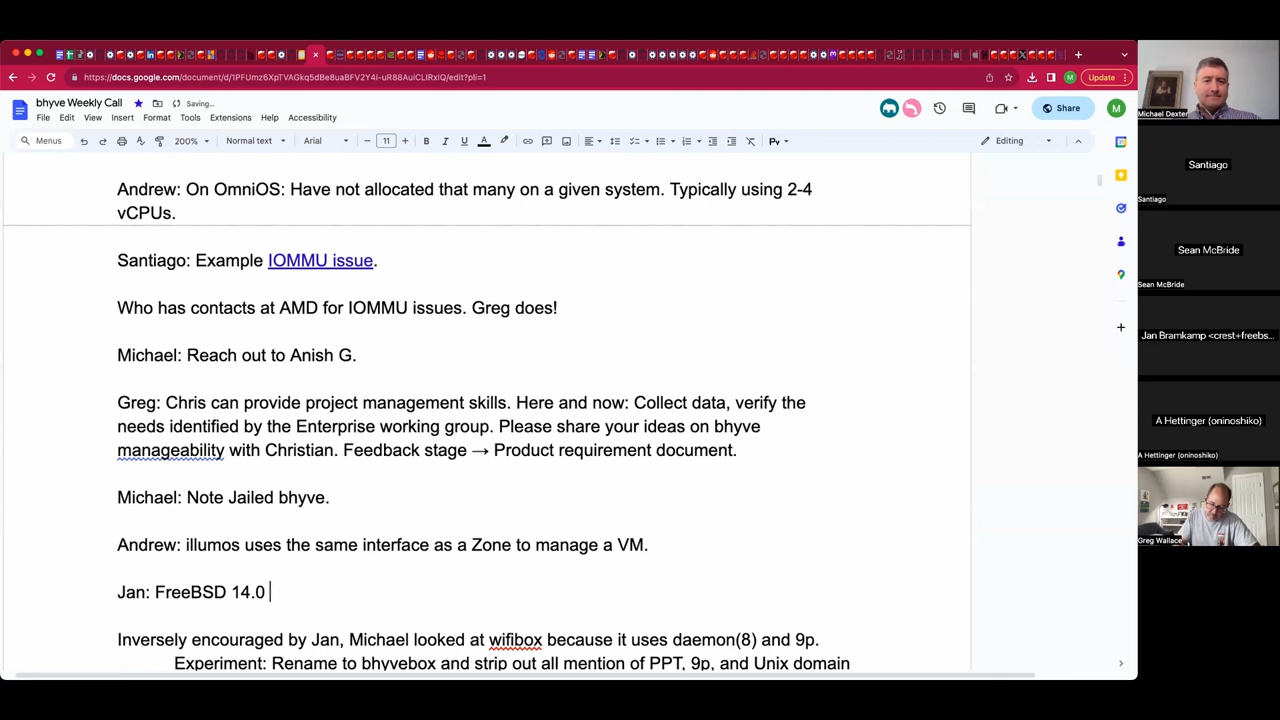 https://docs.google.com/document/d/1PFUmz6XpTVAGkq5dBe8uaBFV2Y4i-uR88AulCLlRxlQ/edit?pli=1
M
Update
bhyve Weekly Call
Saving...
File Edit View Insert Format Tools Extensions Help Accessibility
Share
M
Menus
200%
Normal text
Arial
11
B I U A
Editing
Andrew: On OmniOS: Have not allocated that many on a given system. Typically using 2-4
vCPUs.
Santiago: Example IOMMU issue.
Who has contacts at AMD for IOMMU issues. Greg does!
Michael: Reach out to Anish G.
Greg: Chris can provide project management skills. Here and now: Collect data, verify the
needs identified by the Enterprise working group. Please share your ideas on bhyve
manageability with Christian. Feedback stage → Product requirement document.
Michael: Note Jailed bhyve.
Andrew: illumos uses the same interface as a Zone to manage a VM.
Jan: FreeBSD 14.0
Inversely encouraged by Jan, Michael looked at wifibox because it uses daemon(8) and 9p.
Experiment: Rename to bhyvebox and strip out all mention of PPT, 9p, and Unix domain
Michael Dexter
Santiago
Santiago
Sean McBride
Sean McBride
Jan Bramkamp <crest+freebs...
A Hettinger (oninoshiko)
A Hettinger (oninoshiko)
Greg Wallace